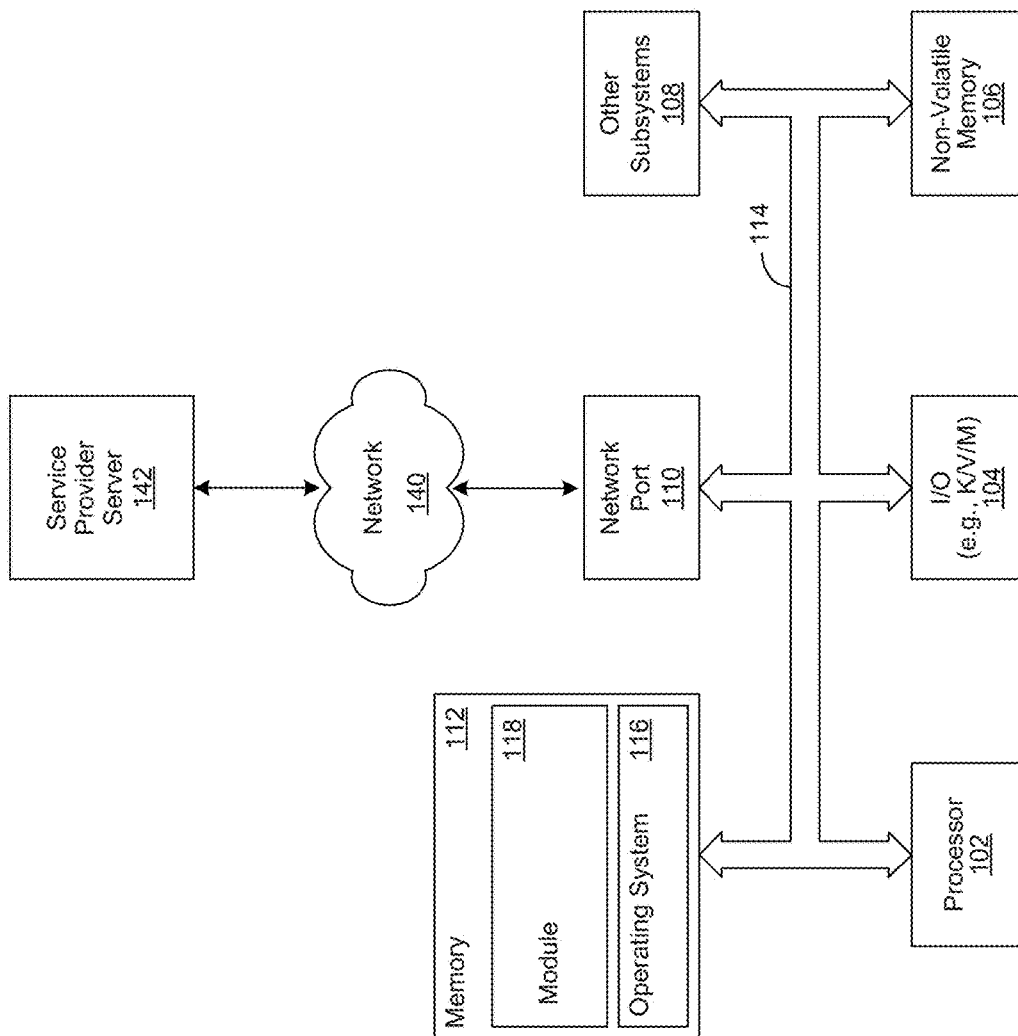 Service
Provider
Server
142
Network
140
Memory
112
Module
118
Operating System
116
Network
Port
110
Other
Subsystems
108
114
Processor
102
I/O
(e.g., K/V/M)
104
Non-Volatile
Memory
106